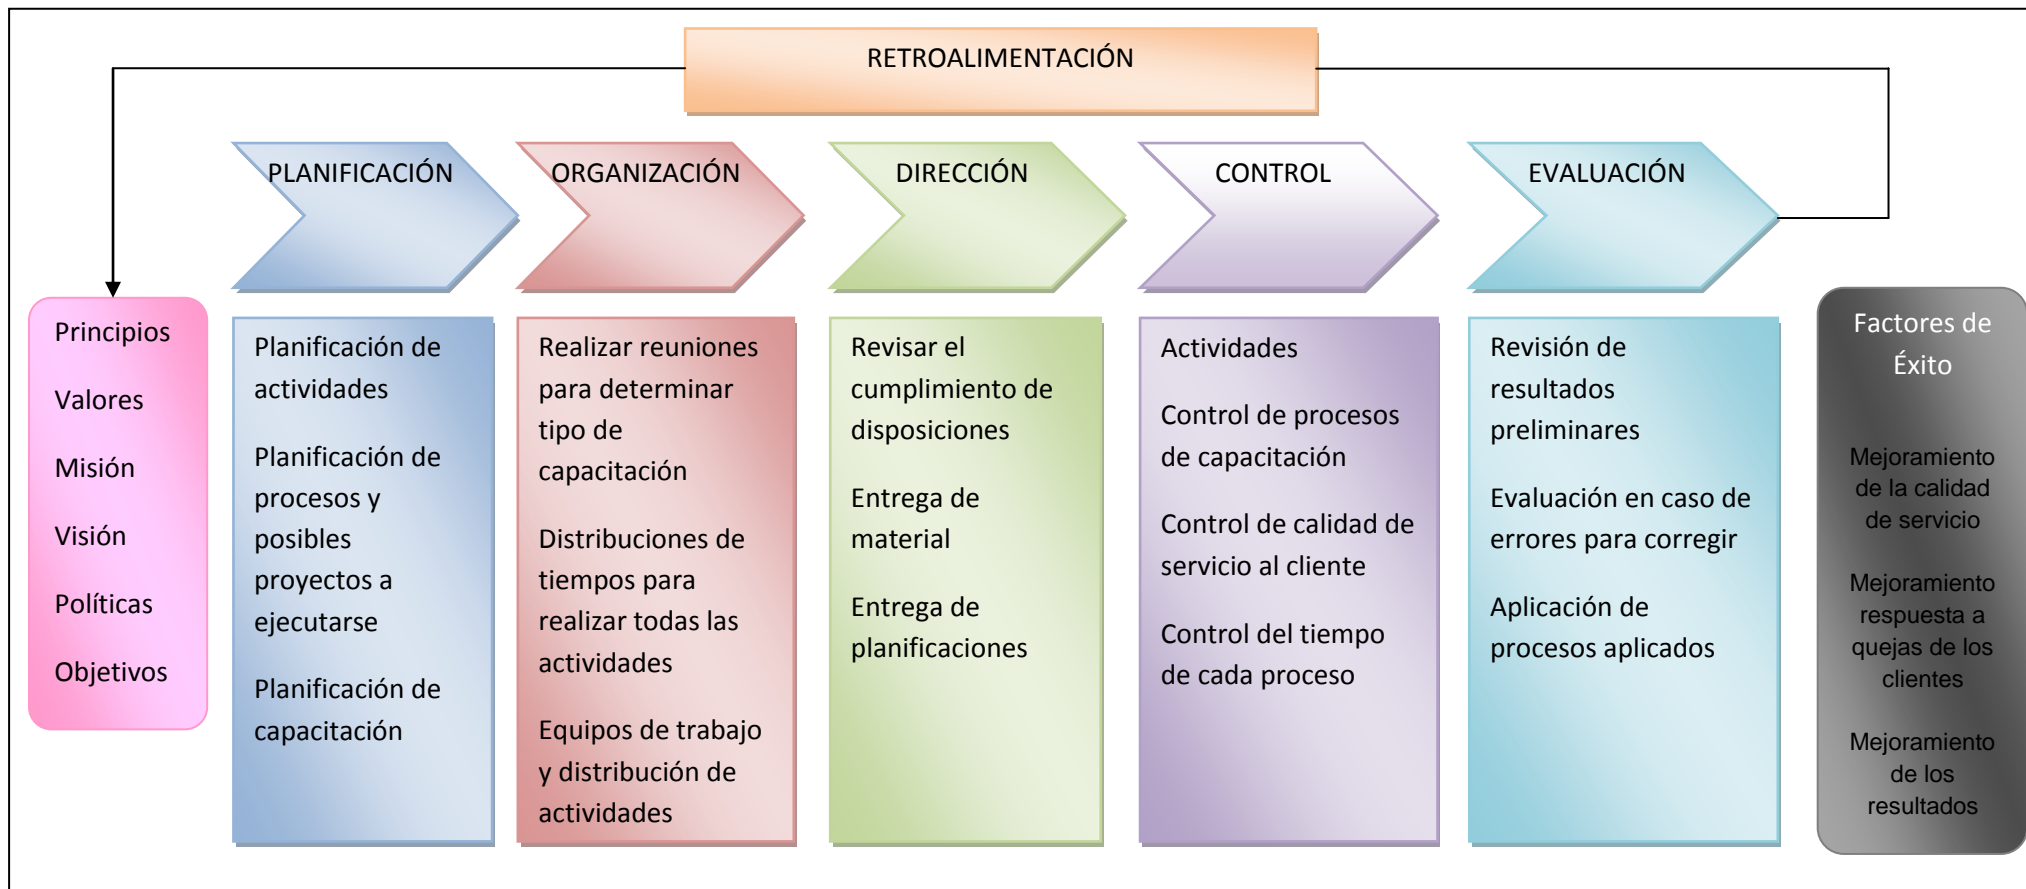 RETROALIMENTACIÓN
PLANIFICACIÓN
ORGANIZACIÓN
DIRECCIÓN
CONTROL
EVALUACIÓN
Principios
Valores
Misión
Visión
Políticas
Objetivos
Planificación de
actividades
Planificación de
procesos y
posibles
proyectos a
ejecutarse
Planificación de
capacitación
Realizar reuniones
para determinar
tipo de
capacitación
Distribuciones de
tiempos para
realizar todas las
actividades
Equipos de trabajo
y distribución de
actividades
Revisar el
cumplimiento de
disposiciones
Entrega de
material
Entrega de
planificaciones
Actividades
Control de procesos
de capacitación
Control de calidad de
servicio al cliente
Control del tiempo
de cada proceso
Revisión de
resultados
preliminares
Evaluación en caso de
errores para corregir
Aplicación de
procesos aplicados
Factores de
Éxito
Mejoramiento
de la calidad
de servicio
Mejoramiento
respuesta a
quejas de los
clientes
Mejoramiento
de los
resultados